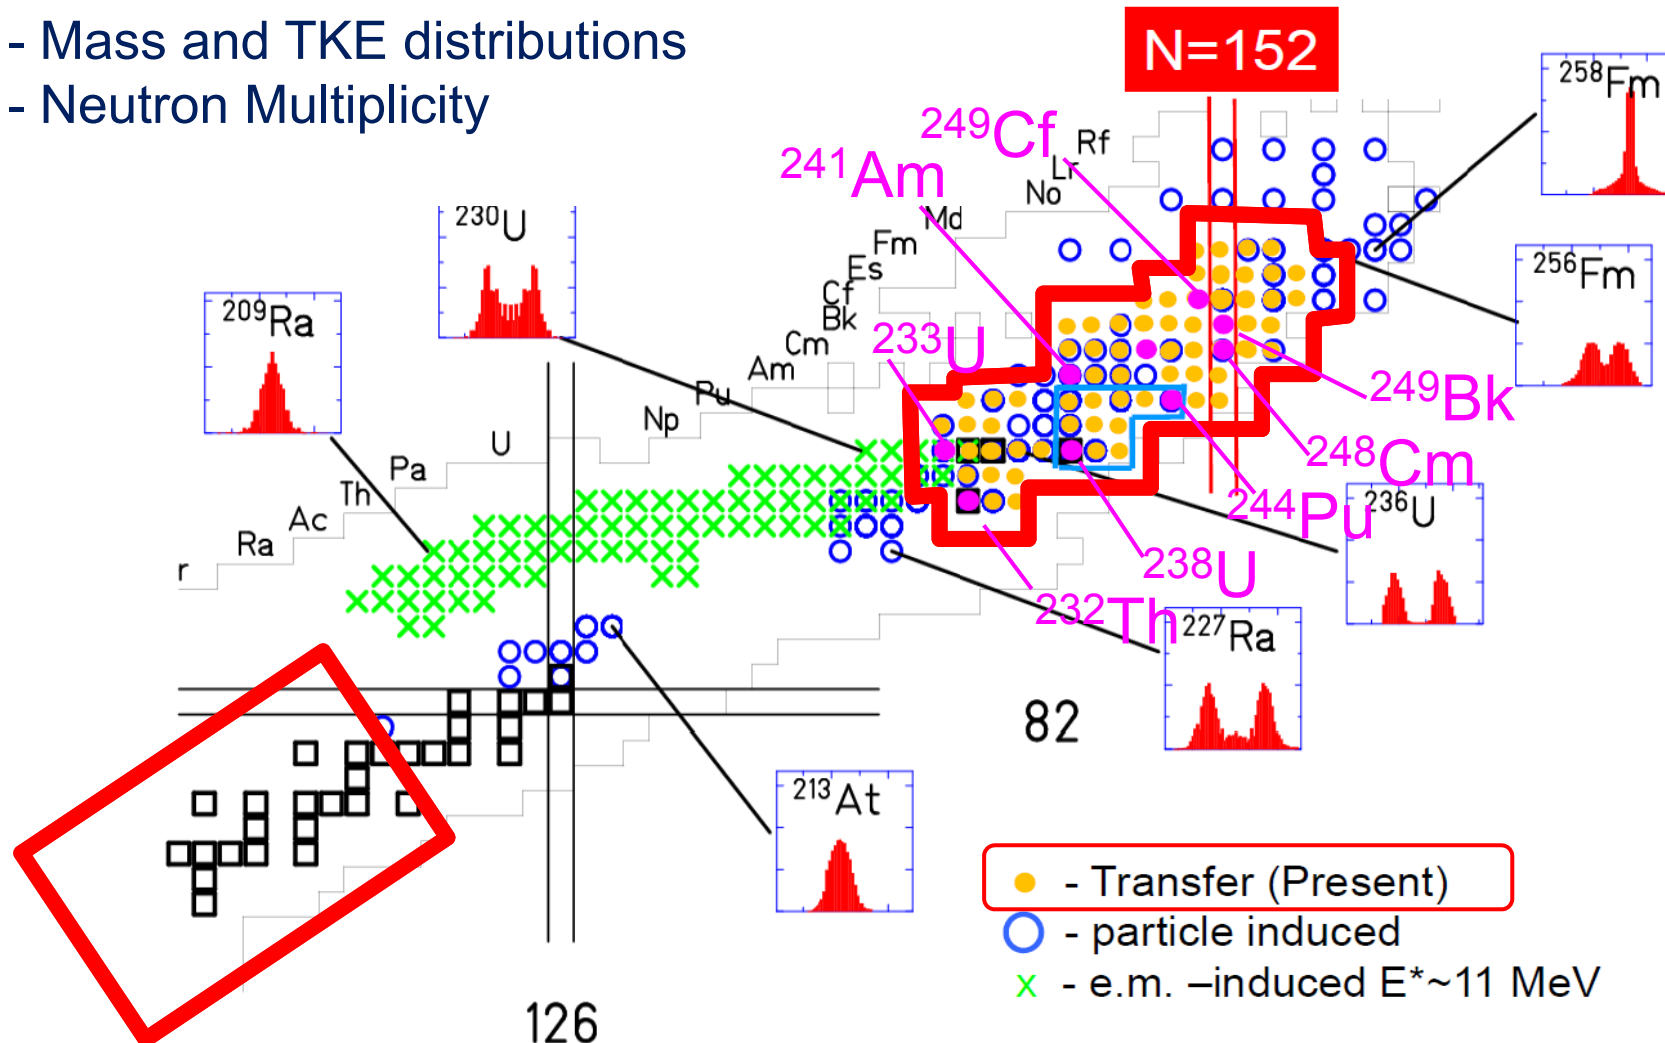 - Mass and TKE distributions
- Neutron Multiplicity
N=152
258Fm
249Cf
Rf
Lr
241Am
No
230U
Md
Fm
256Fm
Es
Cf
209Ra
Bk
233U
Cm
Am
Pu
249Bk
Np
U
248Cm
Pa
244Pu
236U
Th
Ac
Ra
238U
r
232Th
227Ra
82
213At
- Transfer (Present)
- particle induced
x - e.m. –induced E*~11 MeV
126